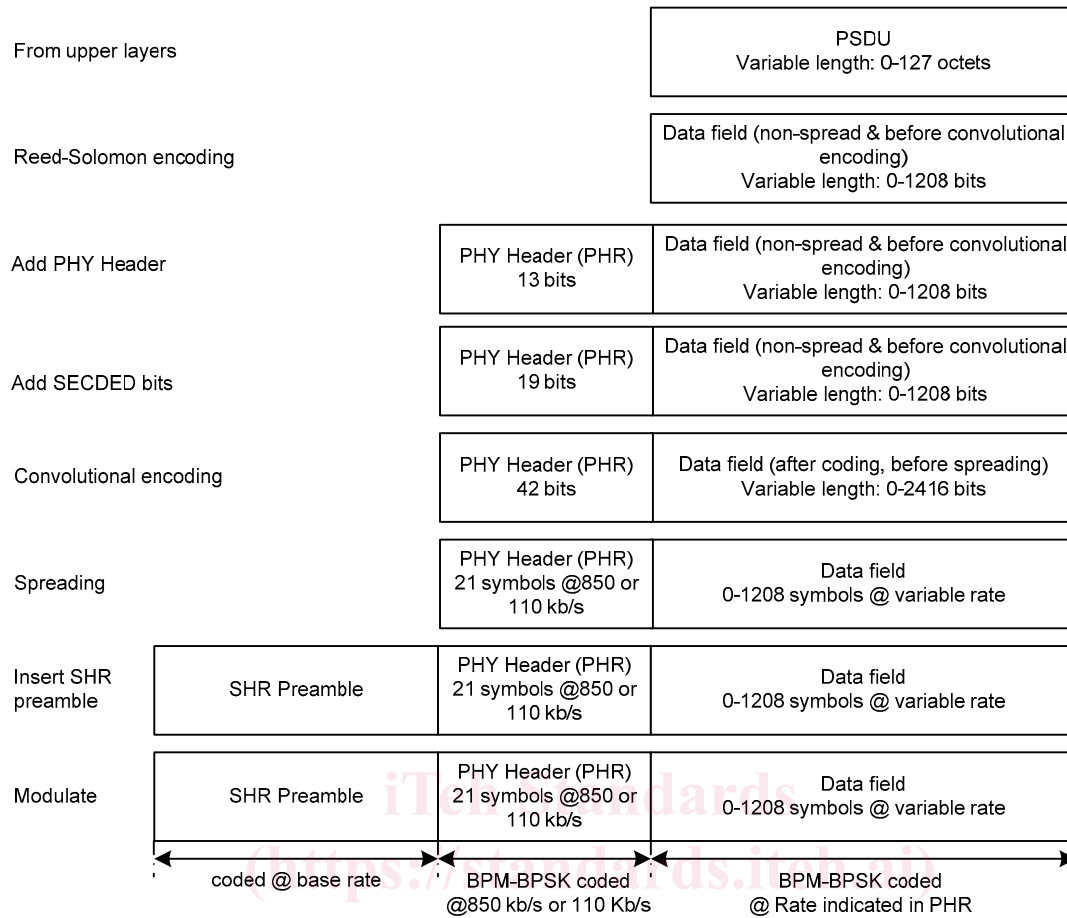 From upper layers
PSDU
Variable length: 0-127 octets
Reed-Solomon encoding
Data field (non-spread & before convolutional
encoding)
Variable length: 0-1208 bits
Add PHY Header
PHY Header (PHR)
13 bits
Data field (non-spread & before convolutional
encoding)
Variable length: 0-1208 bits
Add SECDED bits
PHY Header (PHR)
19 bits
Data field (non-spread & before convolutional
encoding)
Variable length: 0-1208 bits
Convolutional encoding
PHY Header (PHR)
42 bits
Data field (after coding, before spreading)
Variable length: 0-2416 bits
Spreading
PHY Header (PHR)
21 symbols @850 or
110 kb/s
Data field
0-1208 symbols @ variable rate
Insert SHR
preamble
SHR Preamble
PHY Header (PHR)
21 symbols @850 or
110 kb/s
Data field
0-1208 symbols @ variable rate
Modulate
SHR Preamble
PHY Header (PHR)
21 symbols @850 or
110 kb/s
Data field
0-1208 symbols @ variable rate
iTeh Standards
(https://standards.iteh.ai)
coded @ base rate
BPM-BPSK coded
@850 kb/s or 110 Kb/s
BPM-BPSK coded
@ Rate indicated in PHR